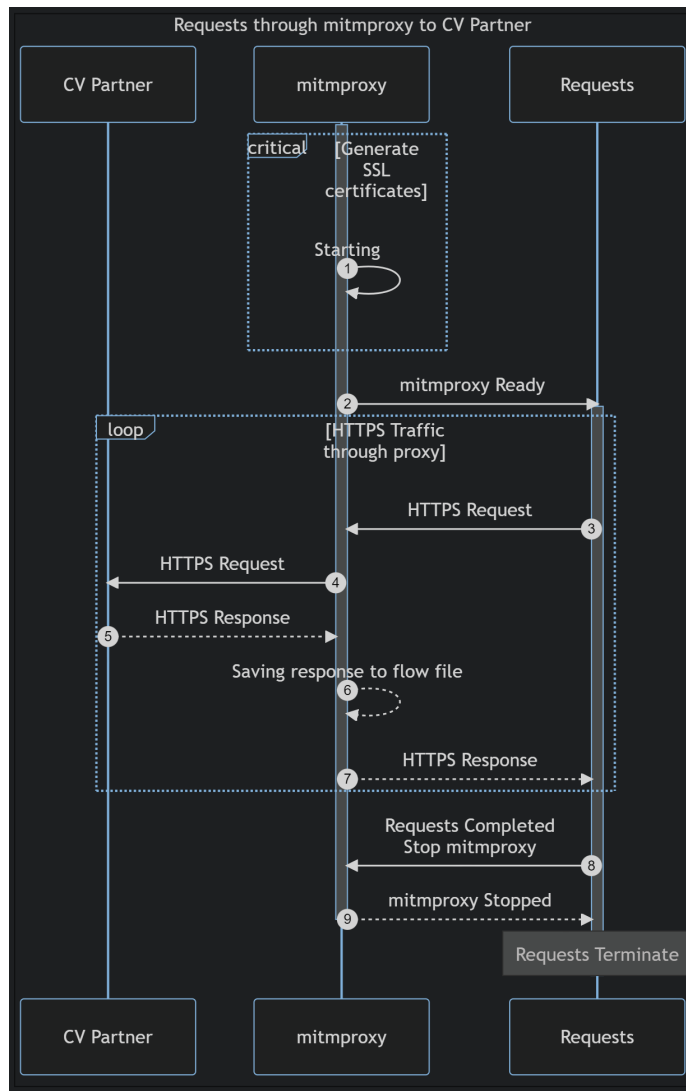 Requests through mitmproxy to CV Partner
CV Partner
mitmproxy
Requests
critical
[Generate
SSL
certificates]
Starting
1
2
mitmproxy Ready
loop
[HTTPS Traffic
through proxy]
HTTPS Request
3
HTTPS Request
4
HTTPS Response
5
Saving response to flow file
6
HTTPS Response
7
Requests Completed
Stop mitmproxy
8
mitmproxy Stopped
9
Requests Terminate
CV Partner
mitmproxy
Requests